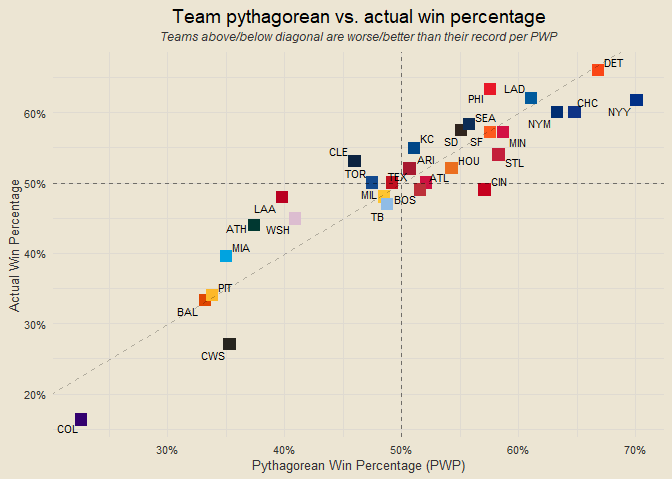 Team pythagorean vs. actual win percentage
Teams above/below diagonal are worse/better than their record per PWP
DET
PHI
LAD
CHC
60%
NYM
NYY
SEA
SD
SF
MIN
KC
CLE
ARI
HOU
STL
TOR
TEX
ATL
50%
CIN
MIL
BOS
LAA
TB
ATH
WSH
40%
MIA
PIT
BAL
30%
CWS
20%
COL
30%
40%
50%
60%
70%
Actual Win Percentage
Pythagorean Win Percentage (PWP)